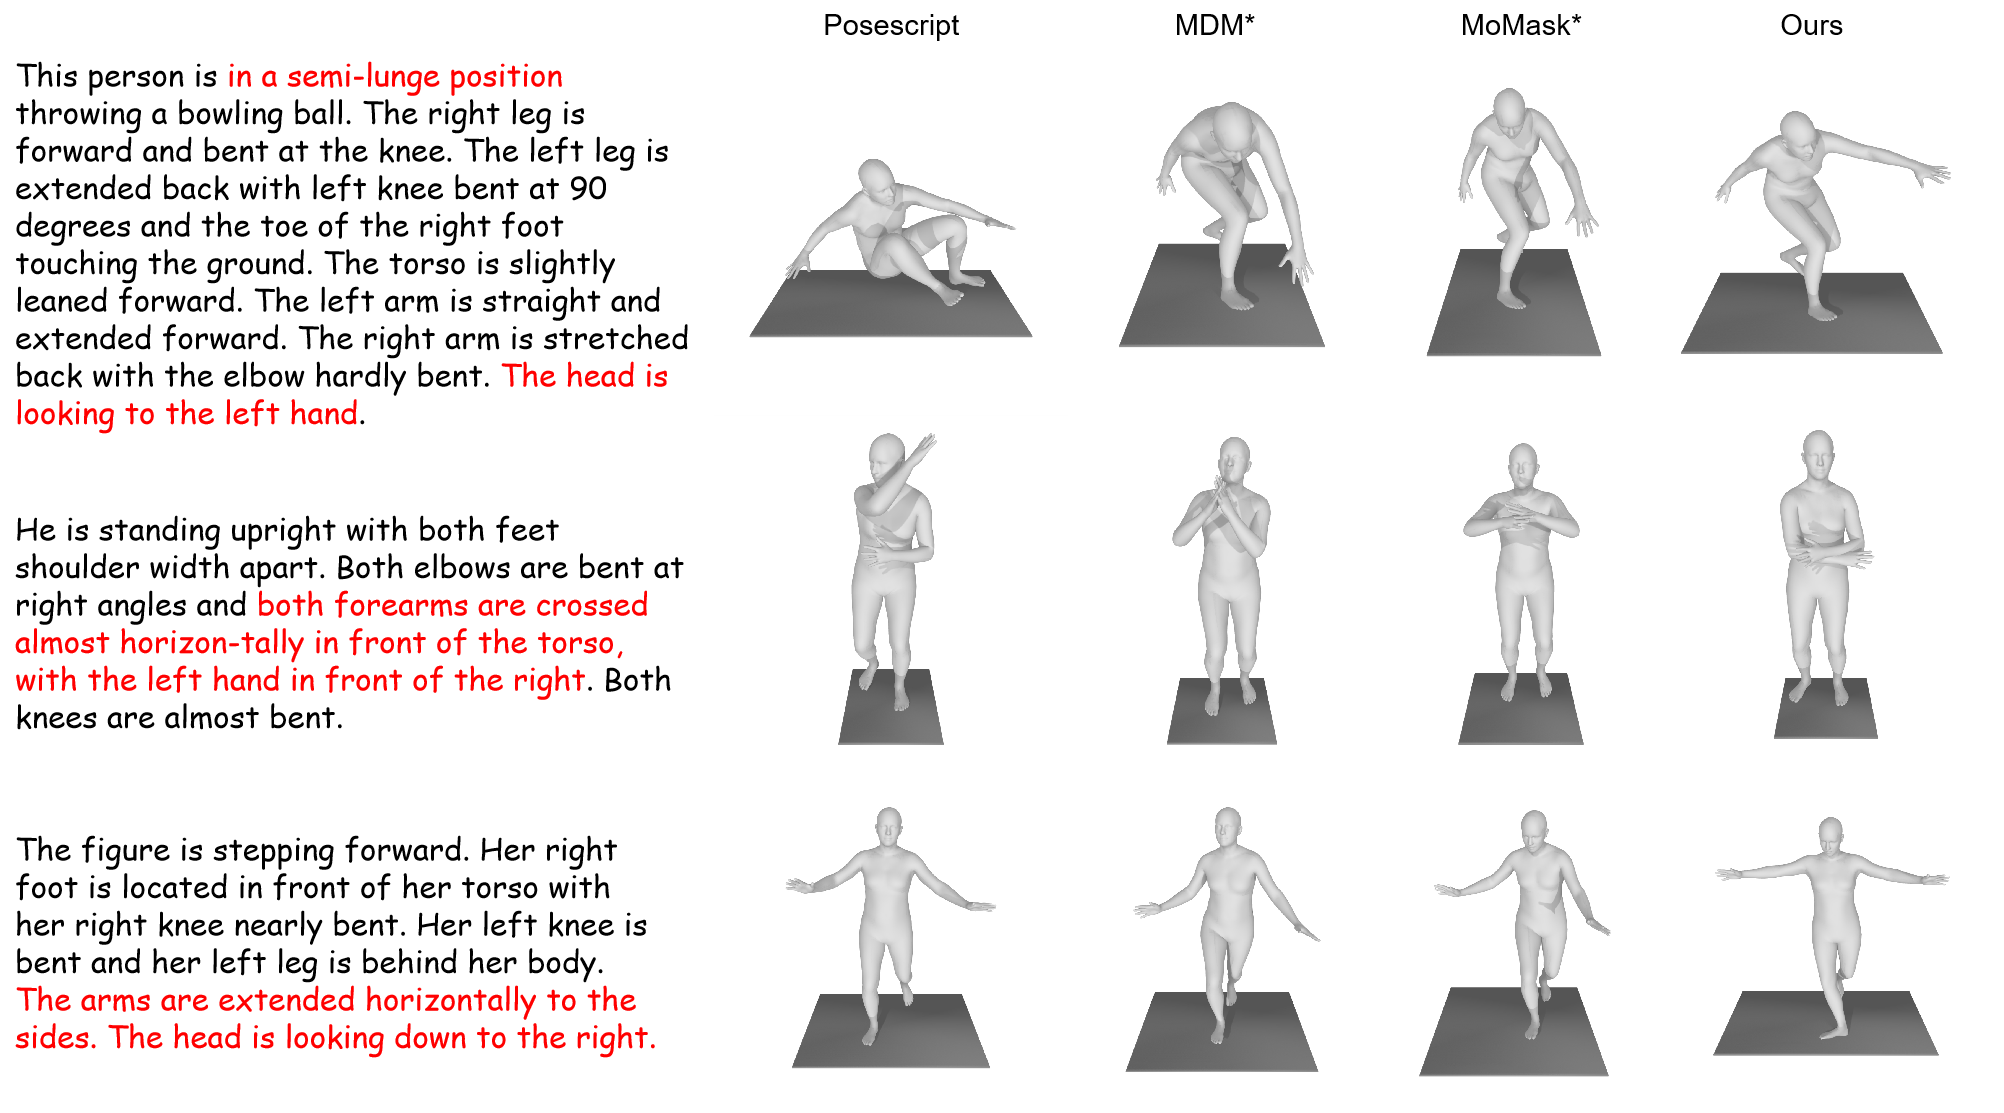 Posescript MDM* MoMask* Ours
This person is in a semi-lunge position
throwing a bowling ball. The right leg is
forward and bent at the knee. The left leg is
extended back with left knee bent at 90
degrees and the toe of the right foot
touching the ground. The torso is slightly
leaned forward. The left arm is straight and
extended forward. The right arm is stretched
back with the elbow hardly bent. The head is
looking to the left hand.
He is standing upright with both feet
shoulder width apart. Both elbows are bent at
right angles and both forearms are crossed
almost horizon-tally in front of the torso,
with the left hand in front of the right. Both
knees are almost bent.
The figure is stepping forward. Her right
foot is located in front of her torso with
her right knee nearly bent. Her left knee is
bent and her left leg is behind her body.
The arms are extended horizontally to the
sides. The head is looking down to the right.